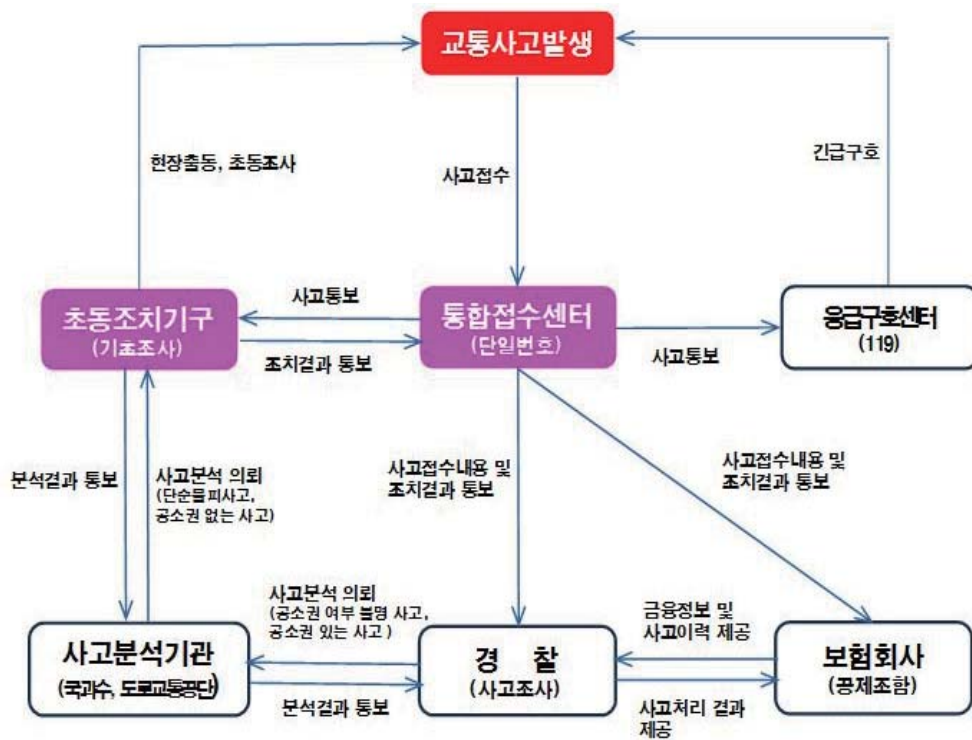 교통사고발생
현장출동, 초동조사
사고접수
긴급구호
초동조치기구
(기초조사)
사고통보
조치결과 통보
통합접수센터
(단일번호)
사고통보
응급구호센터
(119)
분석결과 통보
사고분석 의뢰
(단순물피사고,
공소권 없는 사고)
사고접수내용 및
조치결과 통보
사고접수내용 및
조치결과 통보
사고분석기관
(국과수, 도로교통공단)
사고분석 의뢰
(공소권 여부 불명 사고,
공소권 있는 사고 )
분석결과 통보
경 찰
(사고조사)
금융정보 및
사고이력 제공
사고처리 결과
제공
보험회사
(공제조합)